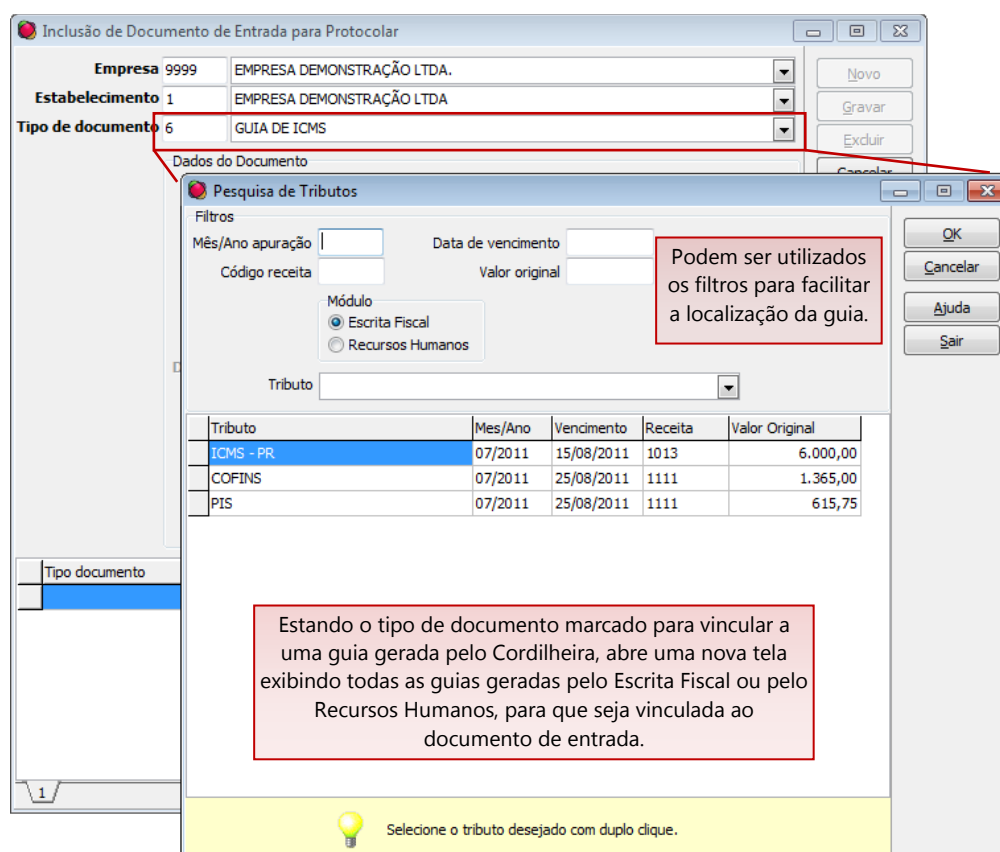 Inclusão de Documento de Entrada para Protocolar
Empresa 9999 EMPRESA DEMONSTRAÇÃO LTDA.
Estabelecimento 1 EMPRESA DEMONSTRAÇÃO LTDA
Tipo de documento 6 GUIA DE ICMS
Novo
Gravar
Excluir
Cancelar
Dados do Documento
Pesquisa de Tributos
Filtros
Mês/Ano apuração
Data de vencimento
Código receita
Valor original
Módulo
Escrita Fiscal
Recursos Humanos
Tributo
Podem ser utilizados
os filtros para facilitar
a localização da guia.
OK
Cancelar
Ajuda
Sair
Tributo Mes/Ano Vencimento Receita Valor Original
ICMS - PR 07/2011 15/08/2011 1013 6.000,00
COFINS 07/2011 25/08/2011 1111 1.365,00
PIS 07/2011 25/08/2011 1111 615,75
Tipo documento
Estando o tipo de documento marcado para vincular a
uma guia gerada pelo Cordilheira, abre uma nova tela
exibindo todas as guias geradas pelo Escrita Fiscal ou pelo
Recursos Humanos, para que seja vinculada ao
documento de entrada.
1
Selecione o tributo desejado com duplo clique.